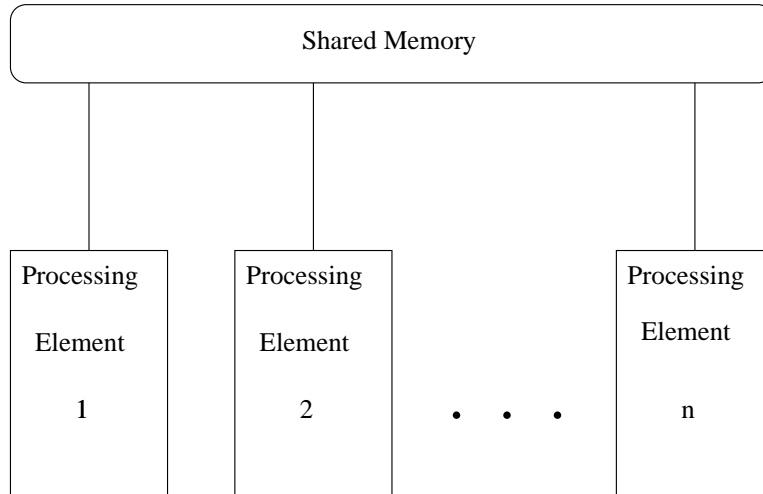 Shared Memory
Processing
Element
1
Processing
Element
2
. . .
Processing
Element
n